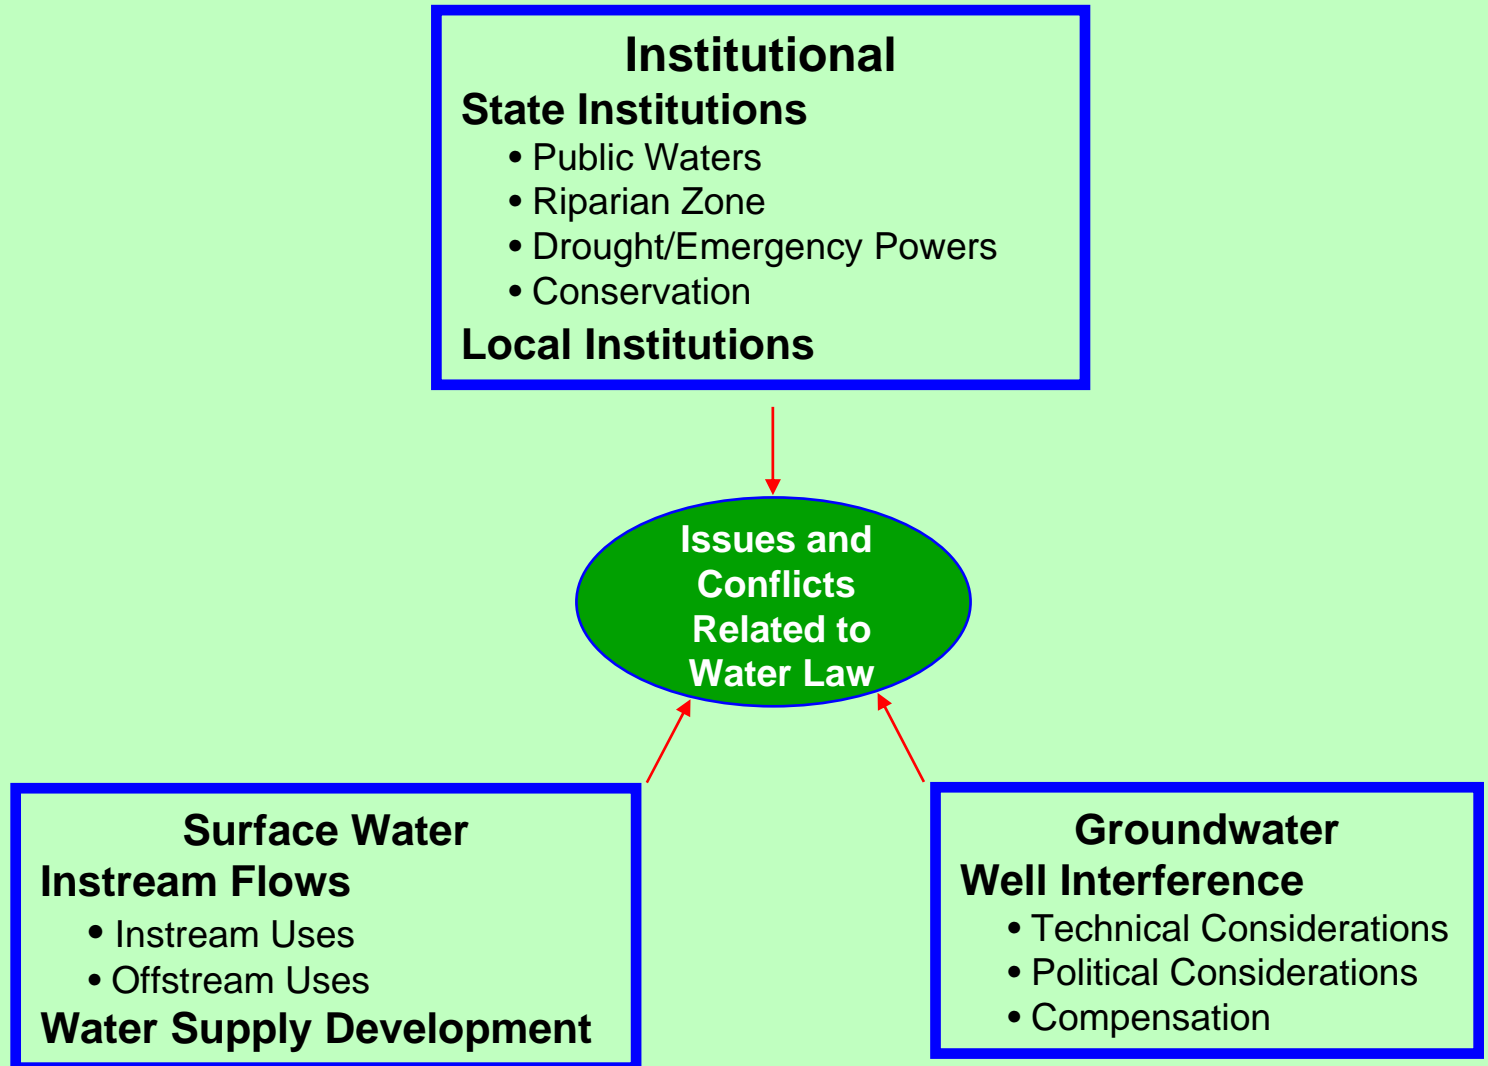 Institutional
State Institutions
• Public Waters
• Riparian Zone
• Drought/Emergency Powers
• Conservation
Local Institutions
Issues and
Conflicts
Related to
Water Law
Surface Water
Instream Flows
• Instream Uses
• Offstream Uses
Water Supply Development
Groundwater
Well Interference
• Technical Considerations
• Political Considerations
• Compensation